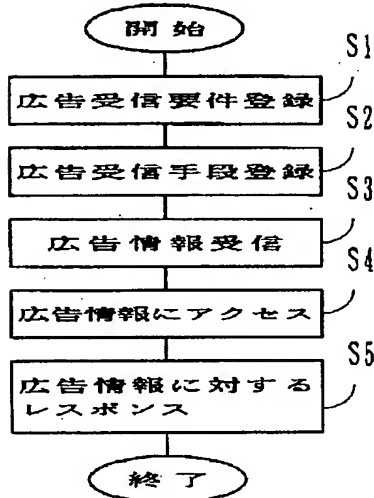 開始
S1
広告受信要件登録
S2
広告受信手段登録
S3
広告情報受信
S4
広告情報にアクセス
S5
広告情報に対する
レスポンス
終了